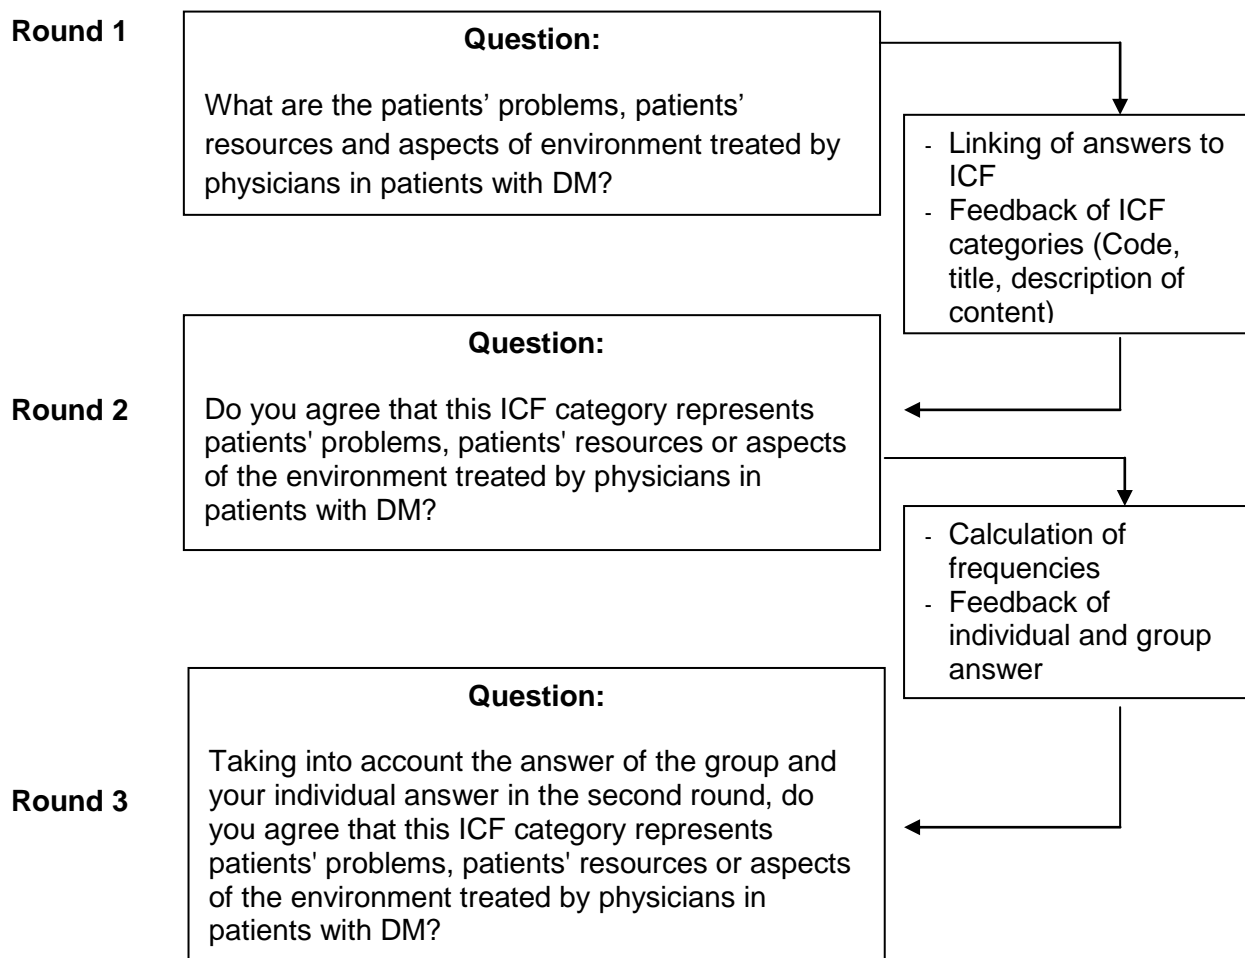 Round 1
Question:
What are the patients' problems, patients'
resources and aspects of environment treated by
physicians in patients with DM?
- Linking of answers to
ICF
- Feedback of ICF
categories (Code,
title, description of
content)
Round 2
Question:
Do you agree that this ICF category represents
patients' problems, patients' resources or aspects
of the environment treated by physicians in
patients with DM?
- Calculation of
frequencies
- Feedback of
individual and group
answer
Round 3
Question:
Taking into account the answer of the group and
your individual answer in the second round, do
you agree that this ICF category represents
patients' problems, patients' resources or aspects
of the environment treated by physicians in
patients with DM?